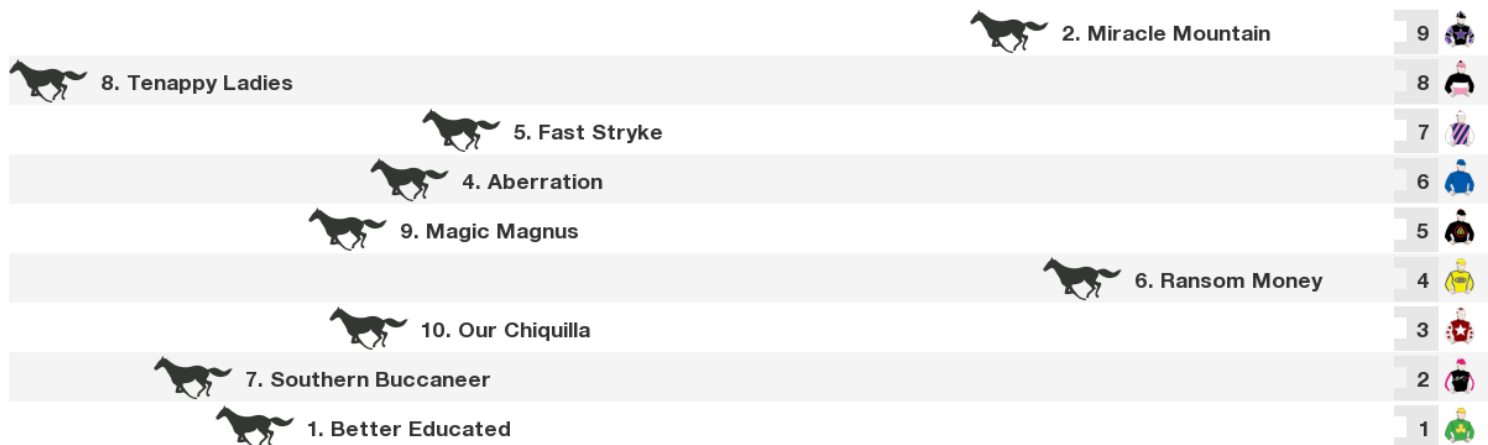 2. Miracle Mountain 9
8. Tenappy Ladies 8
5. Fast Stryke 7
4. Aberration 6
9. Magic Magnus 5
6. Ransom Money 4
10. Our Chiquilla 3
7. Southern Buccaneer 2
1. Better Educated 1